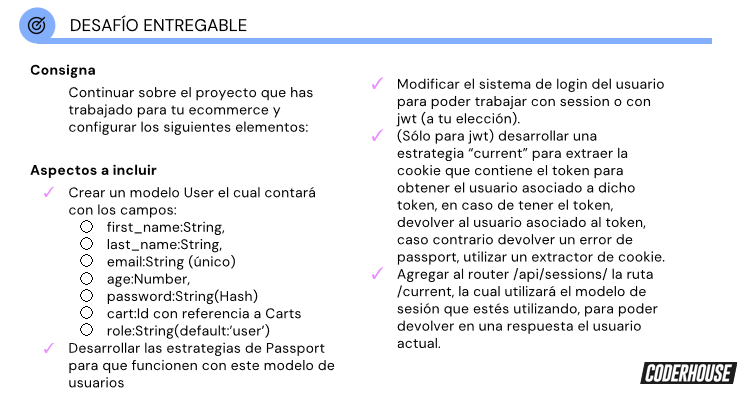 DESAFÍO ENTREGABLE
Consigna
Continuar sobre el proyecto que has
trabajado para tu ecommerce y
configurar los siguientes elementos:
Aspectos a incluir
✓ Crear un modelo User el cual contará
con los campos:
○ first_name:String,
○ last_name:String,
○ email:String (único)
○ age:Number,
○ password:String(Hash)
○ cart:Id con referencia a Carts
○ role:String(default:‘user’)
✓ Desarrollar las estrategias de Passport
para que funcionen con este modelo de
usuarios
✓ Modificar el sistema de login del usuario
para poder trabajar con session o con
jwt (a tu elección).
✓ (Sólo para jwt) desarrollar una
estrategia “current” para extraer la
cookie que contiene el token para
obtener el usuario asociado a dicho
token, en caso de tener el token,
devolver al usuario asociado al token,
caso contrario devolver un error de
passport, utilizar un extractor de cookie.
✓ Agregar al router /api/sessions/ la ruta
/current, la cual utilizará el modelo de
sesión que estés utilizando, para poder
devolver en una respuesta el usuario
actual.
CODERHOUSE